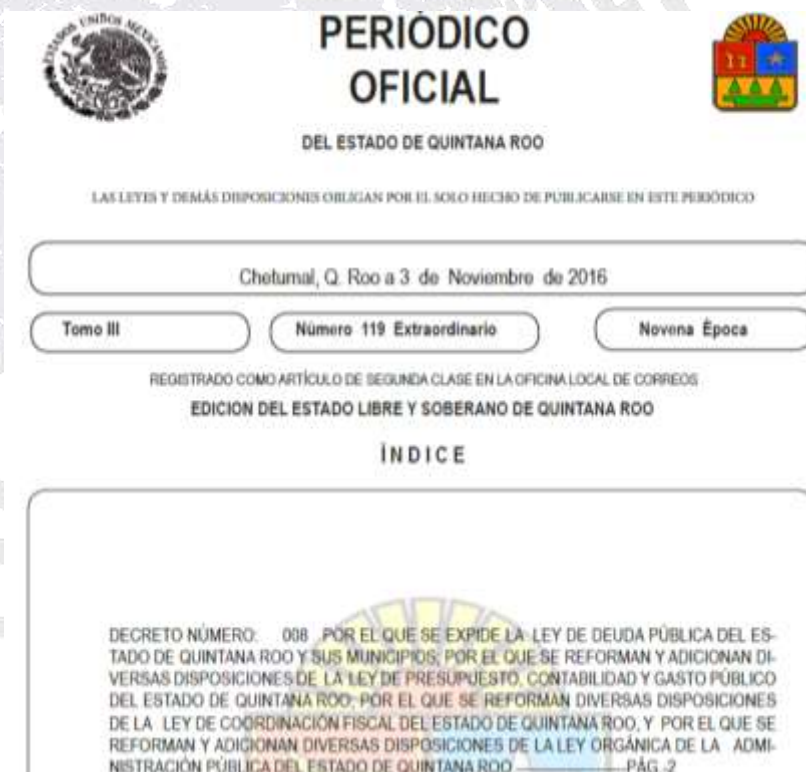 ESTADOS UNIDOS MEXICANOS
PERIÓDICO
OFICIAL
DEL ESTADO DE QUINTANA ROO
LAS LEYES Y DEMÁS DISPOSICIONES OBLIGAN POR EL SOLO HECHO DE PUBLICARSE EN ESTE PERIÓDICO
Chetumal, Q. Roo a 3 de Noviembre de 2016
Tomo III Número 119 Extraordinario Novena Época
REGISTRADO COMO ARTÍCULO DE SEGUNDA CLASE EN LA OFICINA LOCAL DE CORREOS
EDICION DEL ESTADO LIBRE Y SOBERANO DE QUINTANA ROO
ÍNDICE
DECRETO NÚMERO: 008 POR EL QUE SE EXPIDE LA LEY DE DEUDA PÚBLICA DEL ES-
TADO DE QUINTANA ROO Y SUS MUNICIPIOS; POR EL QUE SE REFORMAN Y ADICIONAN DI-
VERSAS DISPOSICIONES DE LA LEY DE PRESUPUESTO, CONTABILIDAD Y GASTO PÚBLICO
DEL ESTADO DE QUINTANA ROO; POR EL QUE SE REFORMAN DIVERSAS DISPOSICIONES
DE LA LEY DE COORDINACIÓN FISCAL DEL ESTADO DE QUINTANA ROO, Y POR EL QUE SE
REFORMAN Y ADICIONAN DIVERSAS DISPOSICIONES DE LA LEY ORGÁNICA DE LA ADMI-
NISTRACIÓN PÚBLICA DEL ESTADO DE QUINTANA ROO.----------------------PÁG.-2